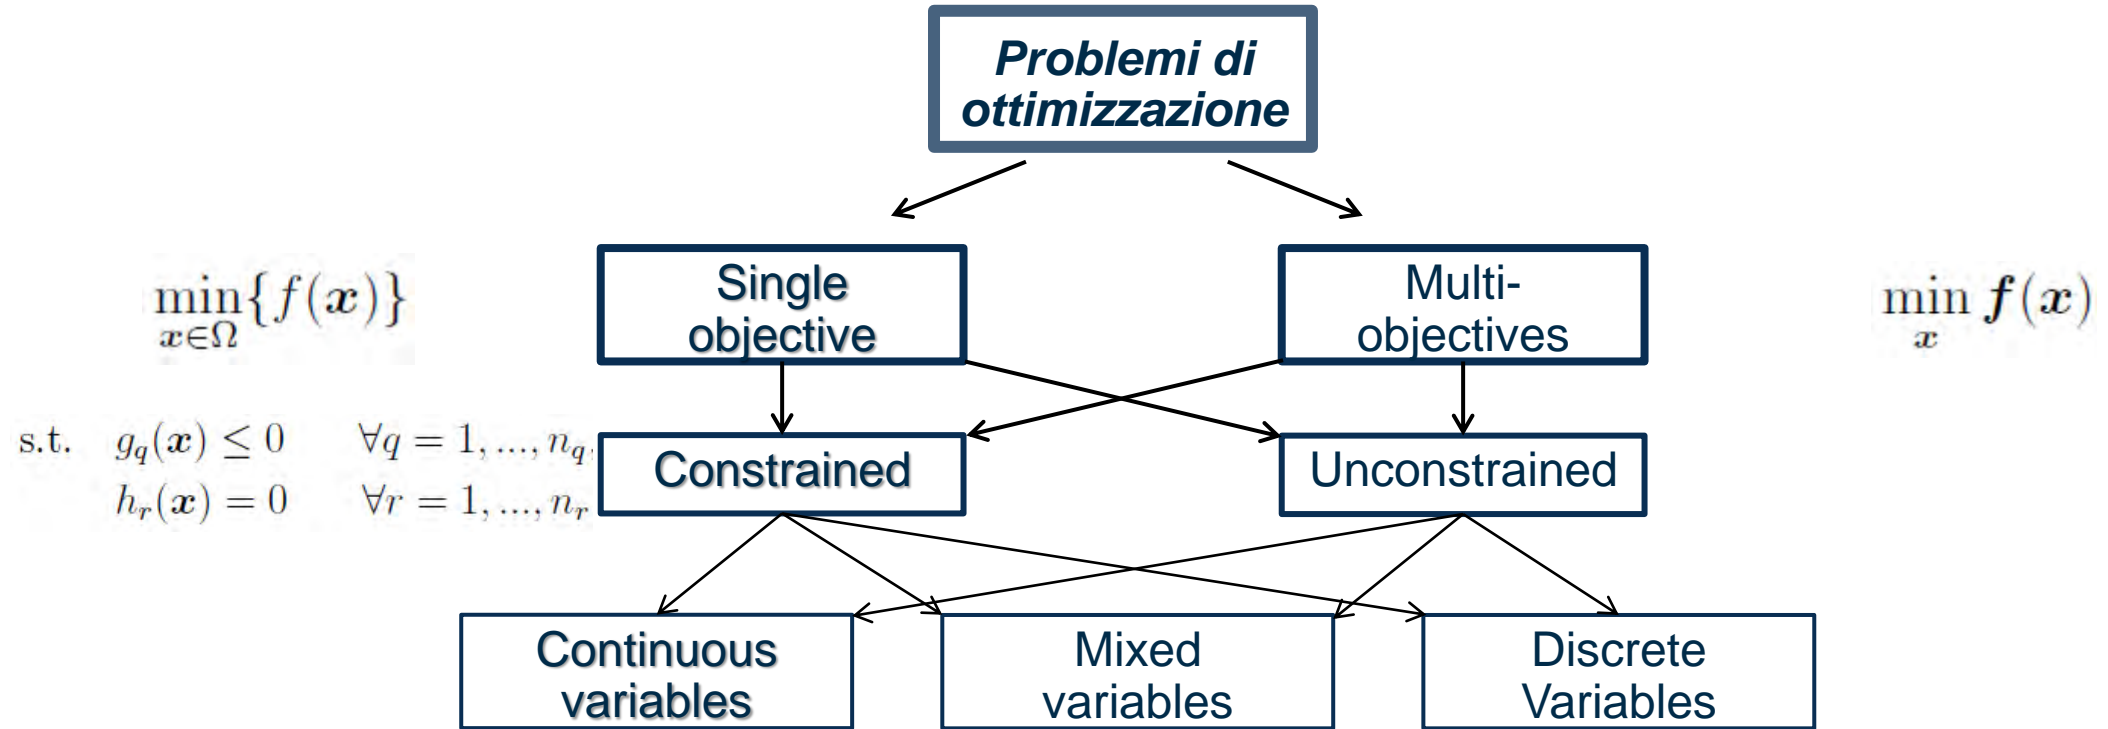 Problemi di
ottimizzazione
min{f(x)}
x∈Ω
Single
objective
Multi-
objectives
min f(x)
x
s.t. g_q(x) ≤ 0 ∀q = 1, ..., n_q.
h_r(x) = 0 ∀r = 1, ..., n_r
Constrained
Unconstrained
Continuous
variables
Mixed
variables
Discrete
Variables